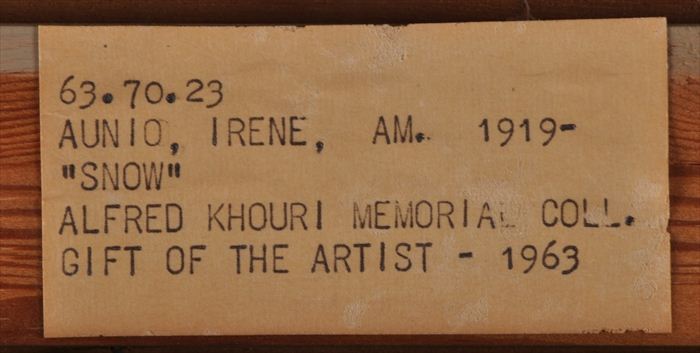 63.70.23
AUNIO, IRENE, AM. 1919-
"SNOW"
ALFRED KHOURI MEMORIAL COLL.
GIFT OF THE ARTIST - 1963